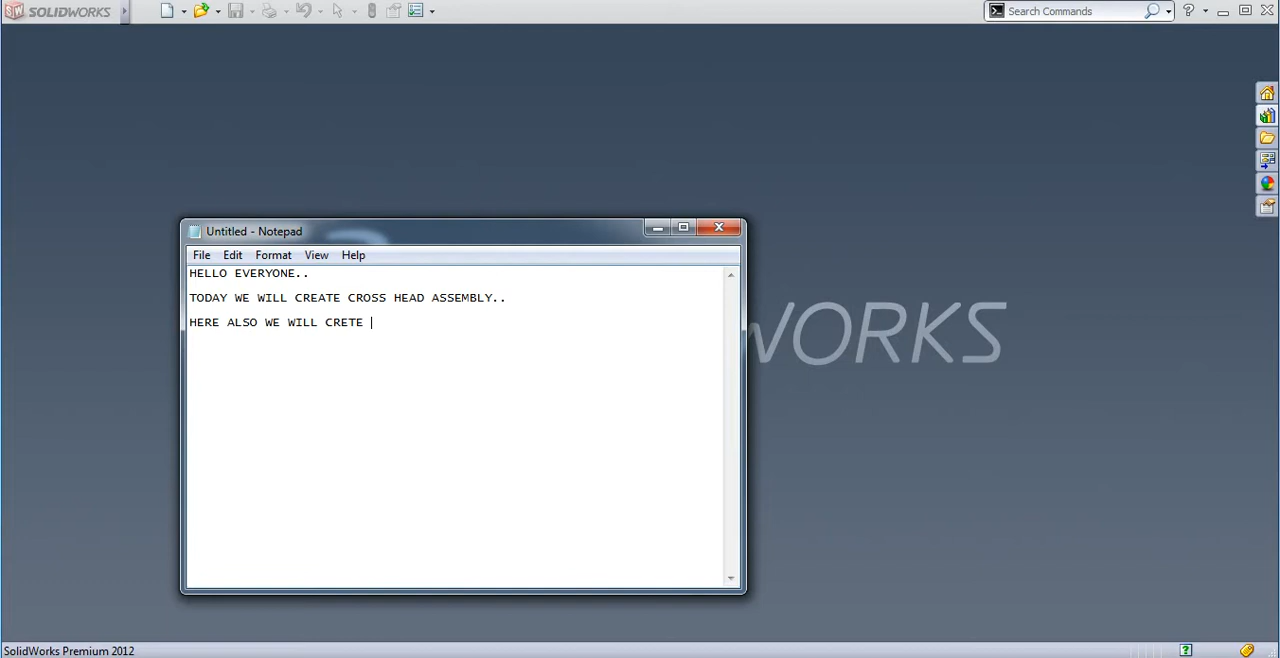 SOLIDWORKS
Search Commands
Untitled - Notepad
File Edit Format View Help
HELLO EVERYONE..
TODAY WE WILL CREATE CROSS HEAD ASSEMBLY..
HERE ALSO WE WILL CRETE
WORKS
SolidWorks Premium 2012